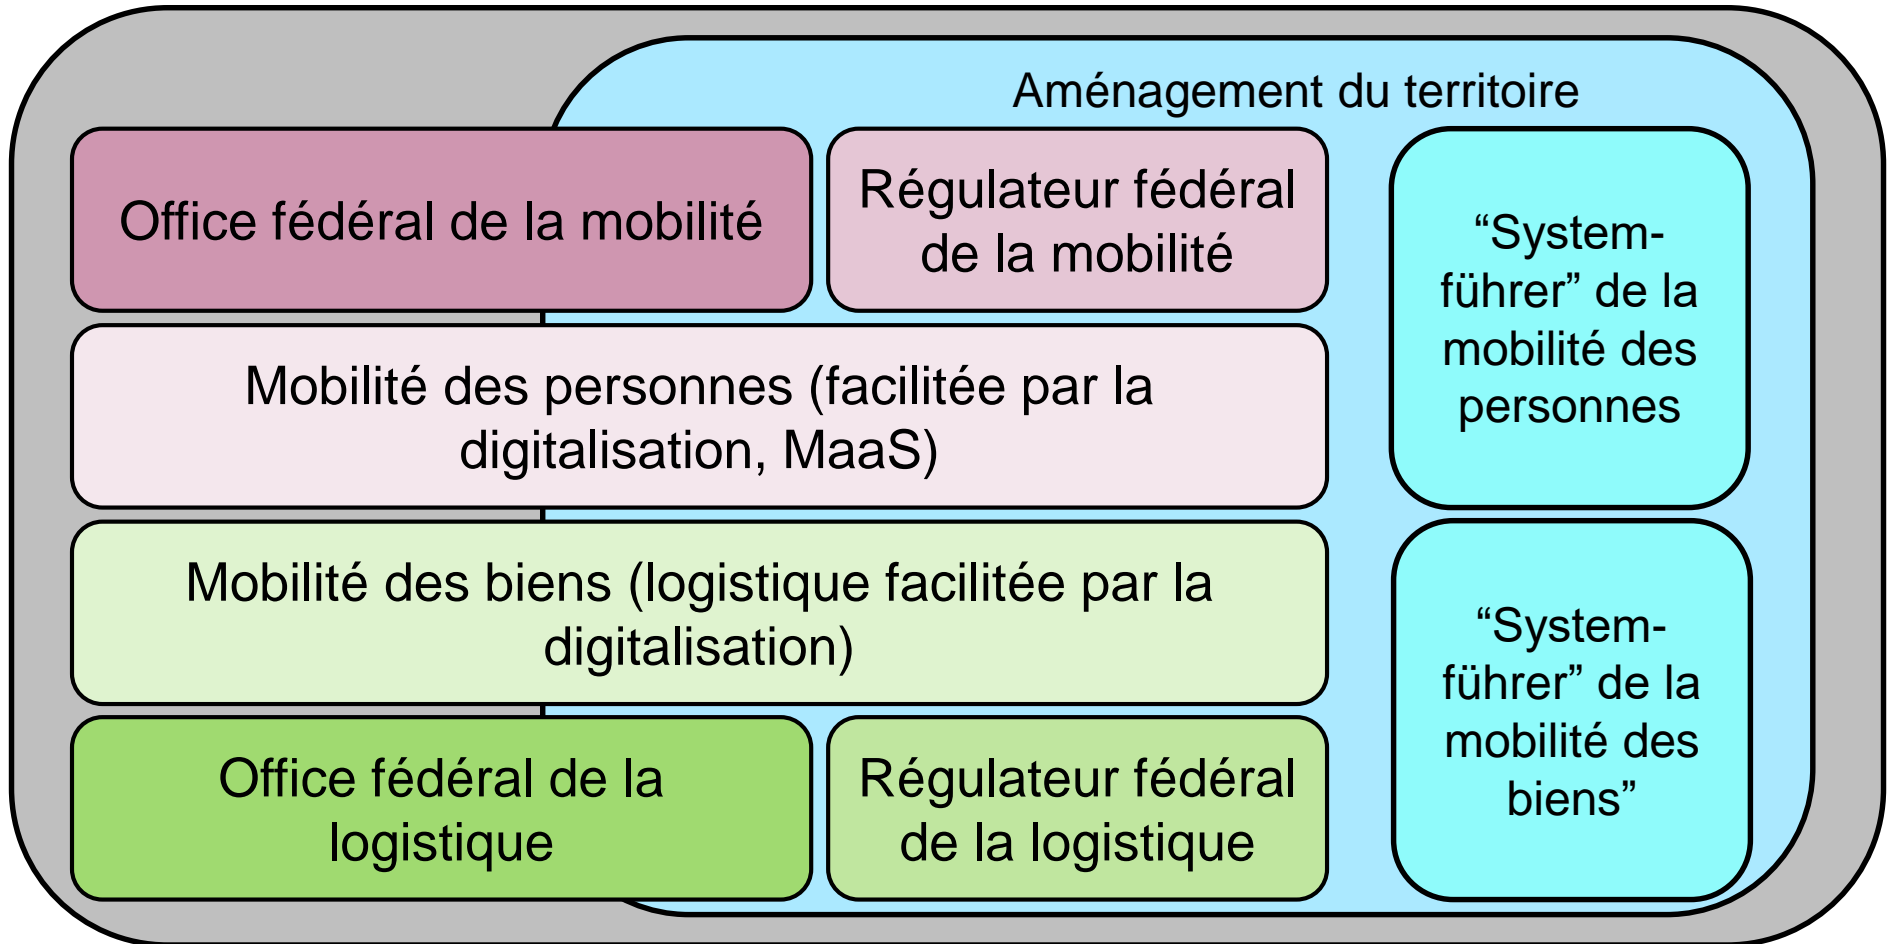 Aménagement du territoire
Office fédéral de la mobilité
Régulateur fédéral
de la mobilité
“System-
führer” de la
mobilité des
personnes
Mobilité des personnes (facilitée par la
digitalisation, MaaS)
Mobilité des biens (logistique facilitée par la
digitalisation)
“System-
führer” de la
mobilité des
biens”
Office fédéral de la
logistique
Régulateur fédéral
de la logistique